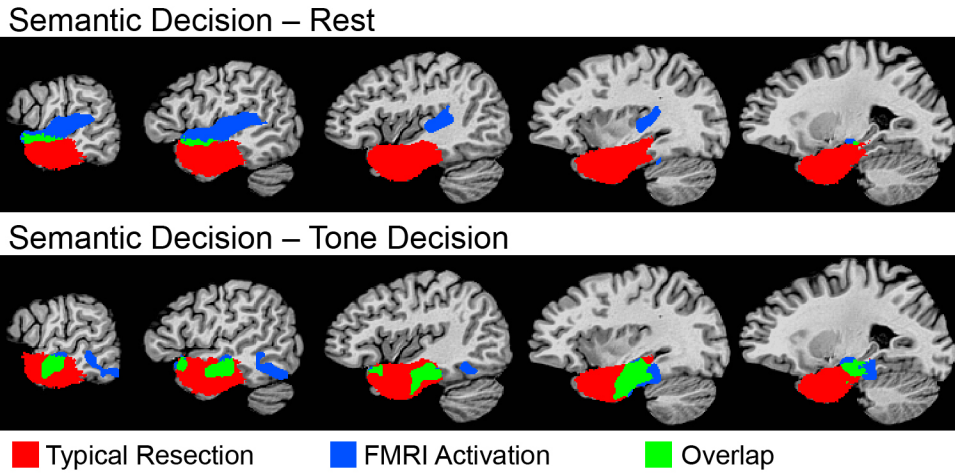 Semantic Decision – Rest
Semantic Decision – Tone Decision
Typical Resection FMRI Activation Overlap